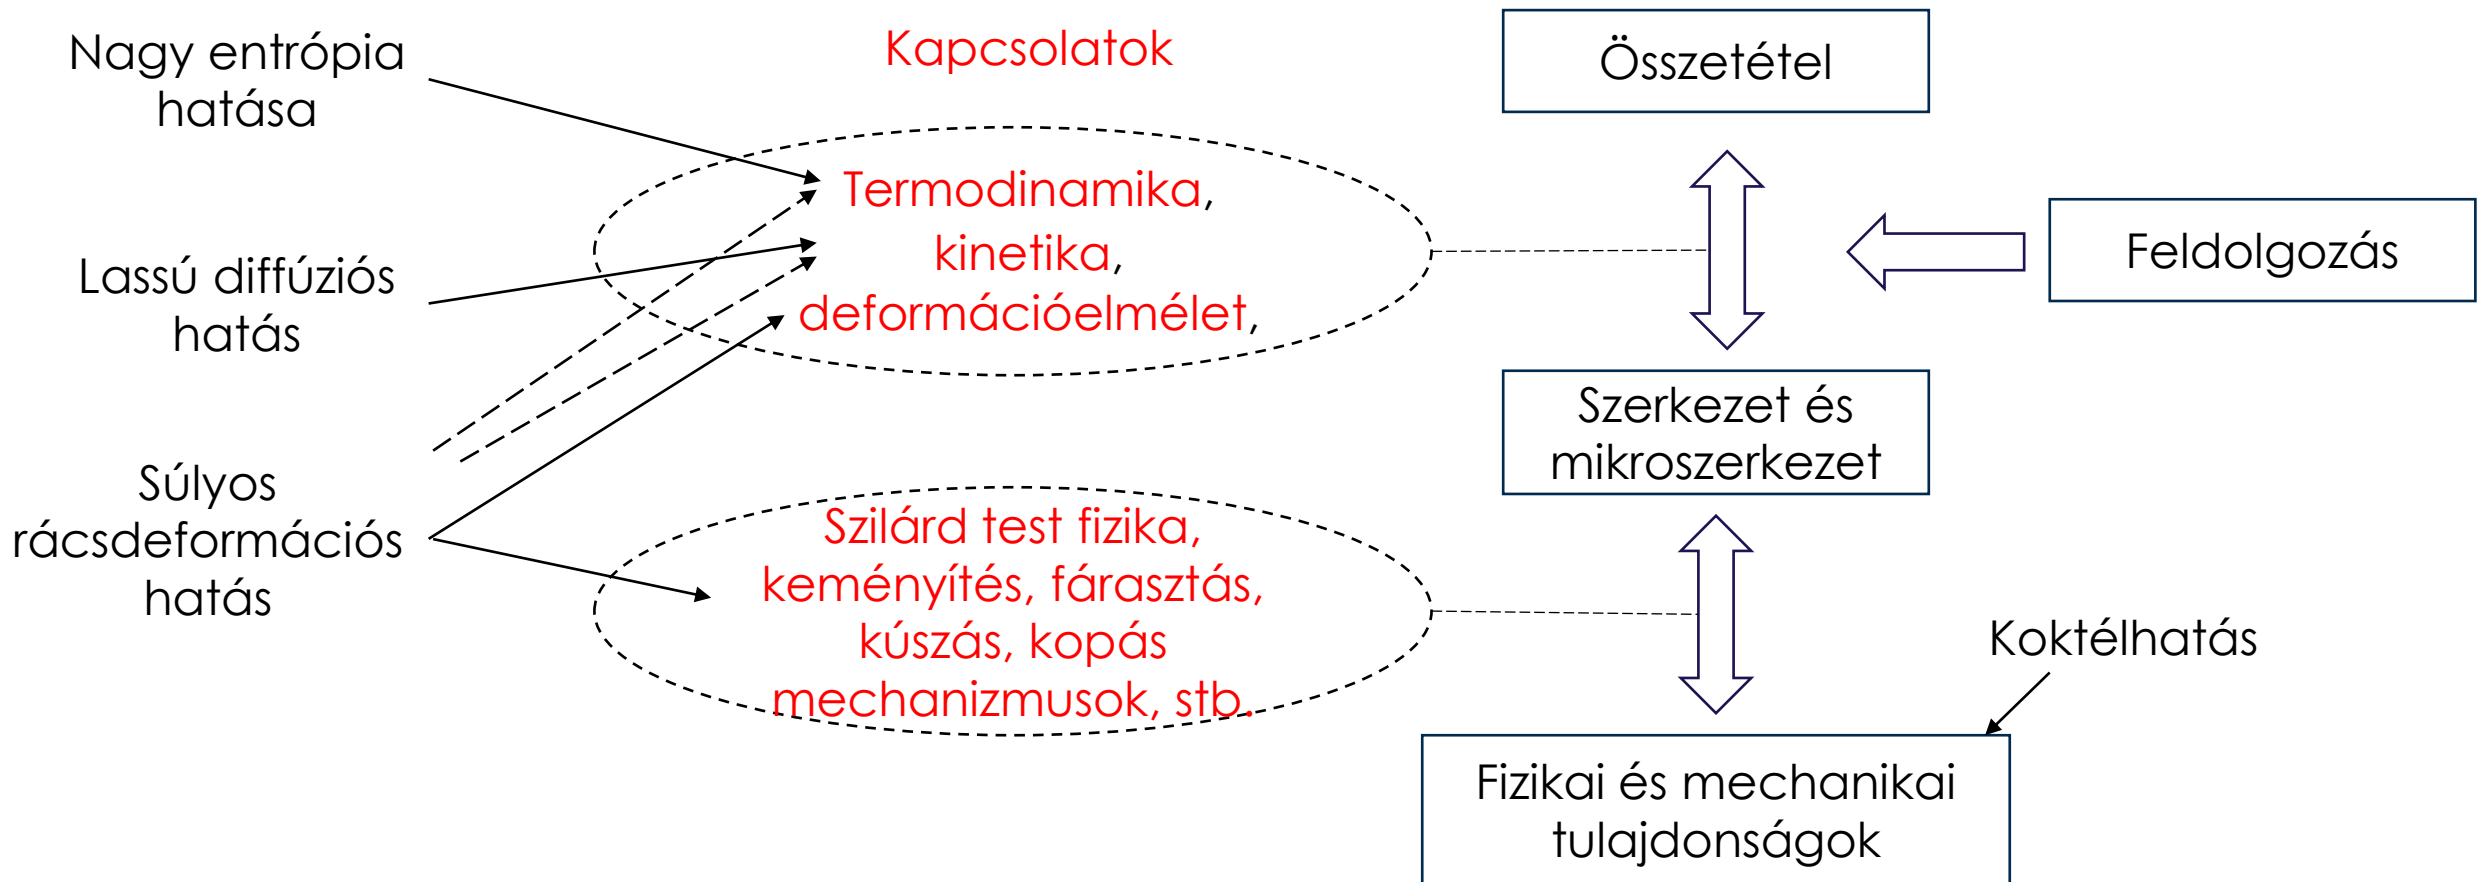 Nagy entrópia
hatása
Lassú diffúziós
hatás
Súlyos
rácsdeformációs
hatás
Kapcsolatok
Termodinamika,
kinetika,
deformációelmélet,
Szilárd test fizika,
keményítés, fárasztás,
kúszás, kopás
mechanizmusok, stb.
Összetétel
Feldolgozás
Szerkezet és
mikroszerkezet
Koktélhatás
Fizikai és mechanikai
tulajdonságok